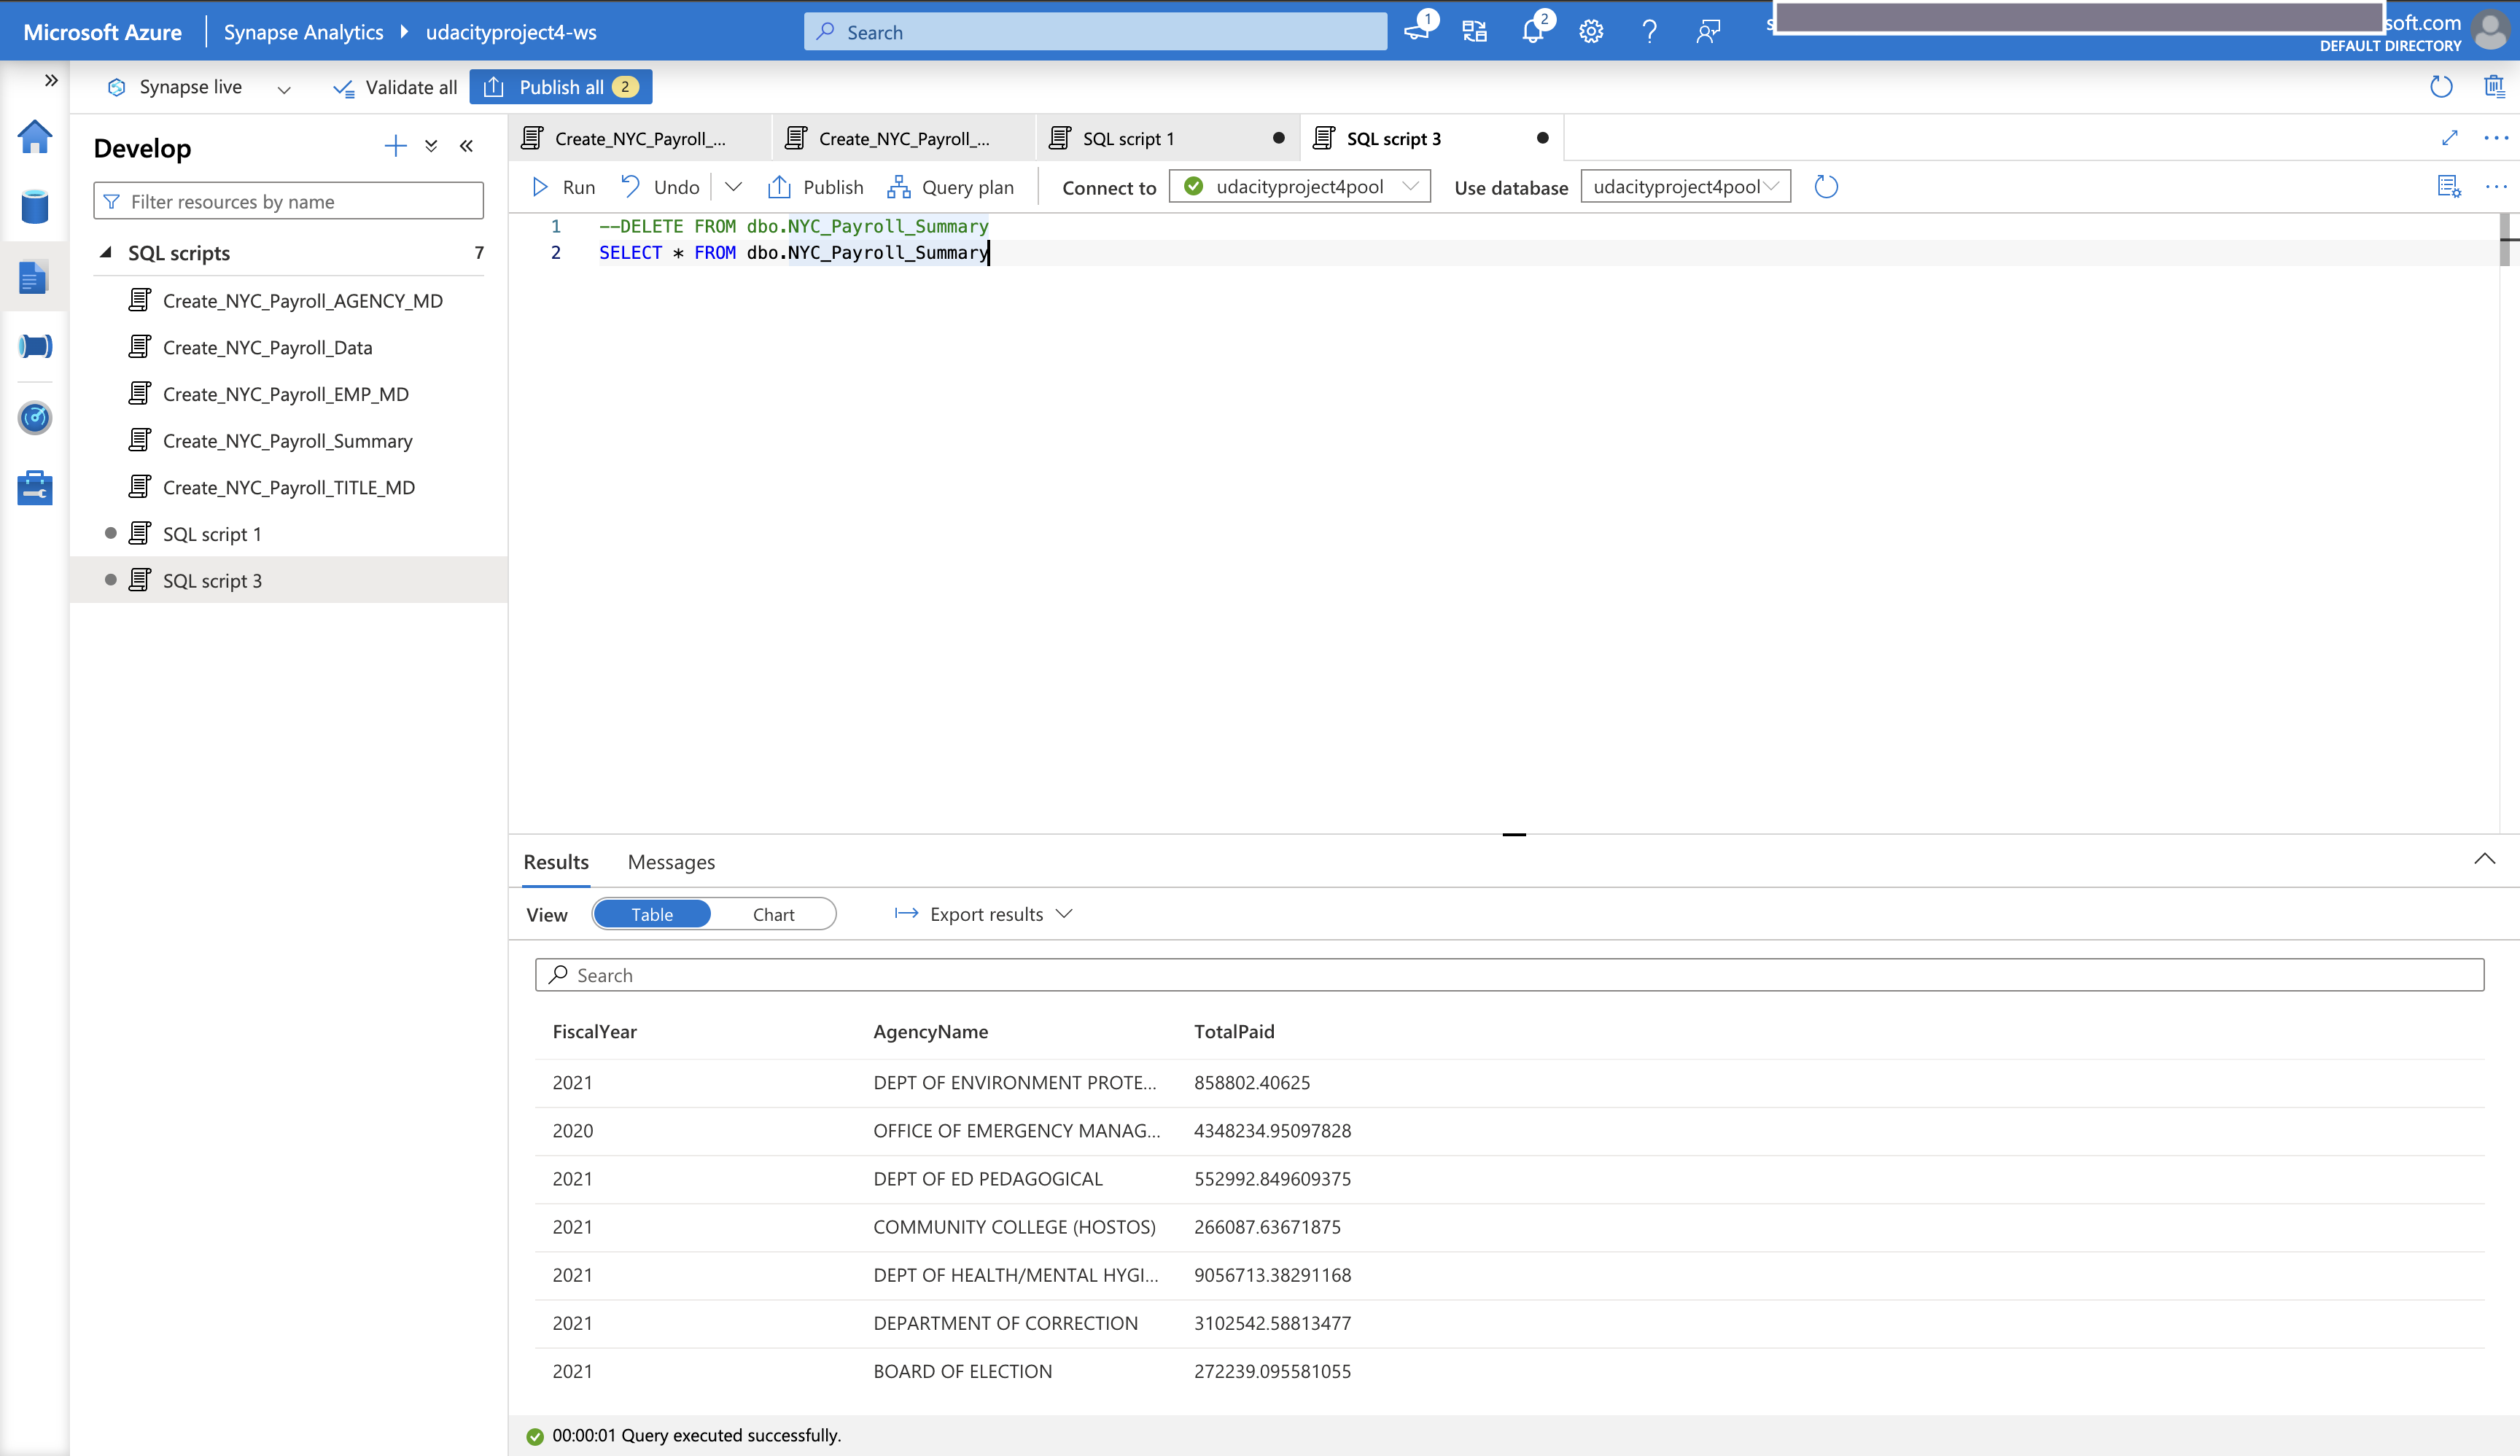 Microsoft Azure Synapse Analytics udacityproject4-ws Search 1 2 soft.com
DEFAULT DIRECTORY
Synapse live Validate all Publish all 2
Develop
Filter resources by name
SQL scripts 7
Create_NYC_Payroll_AGENCY_MD
Create_NYC_Payroll_Data
Create_NYC_Payroll_EMP_MD
Create_NYC_Payroll_Summary
Create_NYC_Payroll_TITLE_MD
SQL script 1
SQL script 3
Create_NYC_Payroll_... Create_NYC_Payroll_... SQL script 1 SQL script 3
Run Undo Publish Query plan Connect to udacityproject4pool Use database udacityproject4pool
1 --DELETE FROM dbo.NYC_Payroll_Summary
2 SELECT * FROM dbo.NYC_Payroll_Summary
Results Messages
View Table Chart Export results
Search
FiscalYear AgencyName TotalPaid
2021 DEPT OF ENVIRONMENT PROTE... 858802.40625
2020 OFFICE OF EMERGENCY MANAG... 4348234.95097828
2021 DEPT OF ED PEDAGOGICAL 552992.849609375
2021 COMMUNITY COLLEGE (HOSTOS) 266087.63671875
2021 DEPT OF HEALTH/MENTAL HYGI... 9056713.38291168
2021 DEPARTMENT OF CORRECTION 3102542.58813477
2021 BOARD OF ELECTION 272239.095581055
00:00:01 Query executed successfully.